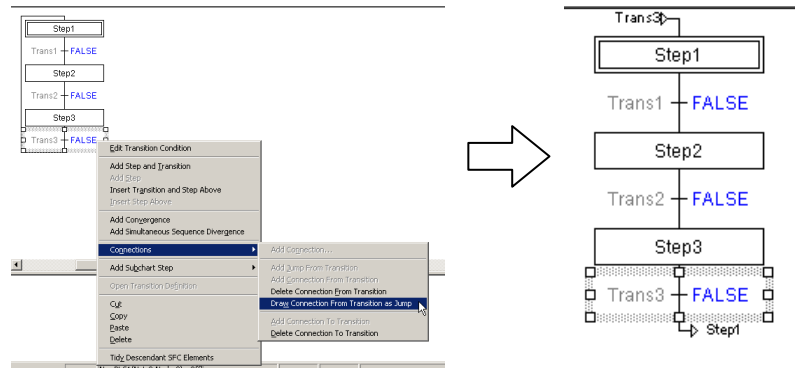 Step1
Trans1 FALSE
Step2
Trans2 FALSE
Step3
Trans3 FALSE
Edit Transition Condition
Add Step and Transition
Add Step
Insert Transition and Step Above
Insert Step Above
Add Convergence
Add Simultaneous Sequence Divergence
Connections
Add Subchart Step
Open Transition Definition
Cut
Copy
Paste
Delete
Tidy Descendant SFC Elements
Add Connection...
Add Jump From Transition
Add Connection From Transition
Delete Connection From Transition
Draw Connection From Transition as Jump
Add Connection To Transition
Delete Connection To Transition
Trans3
Step1
Trans1 FALSE
Step2
Trans2 FALSE
Step3
Trans3 FALSE
Step1